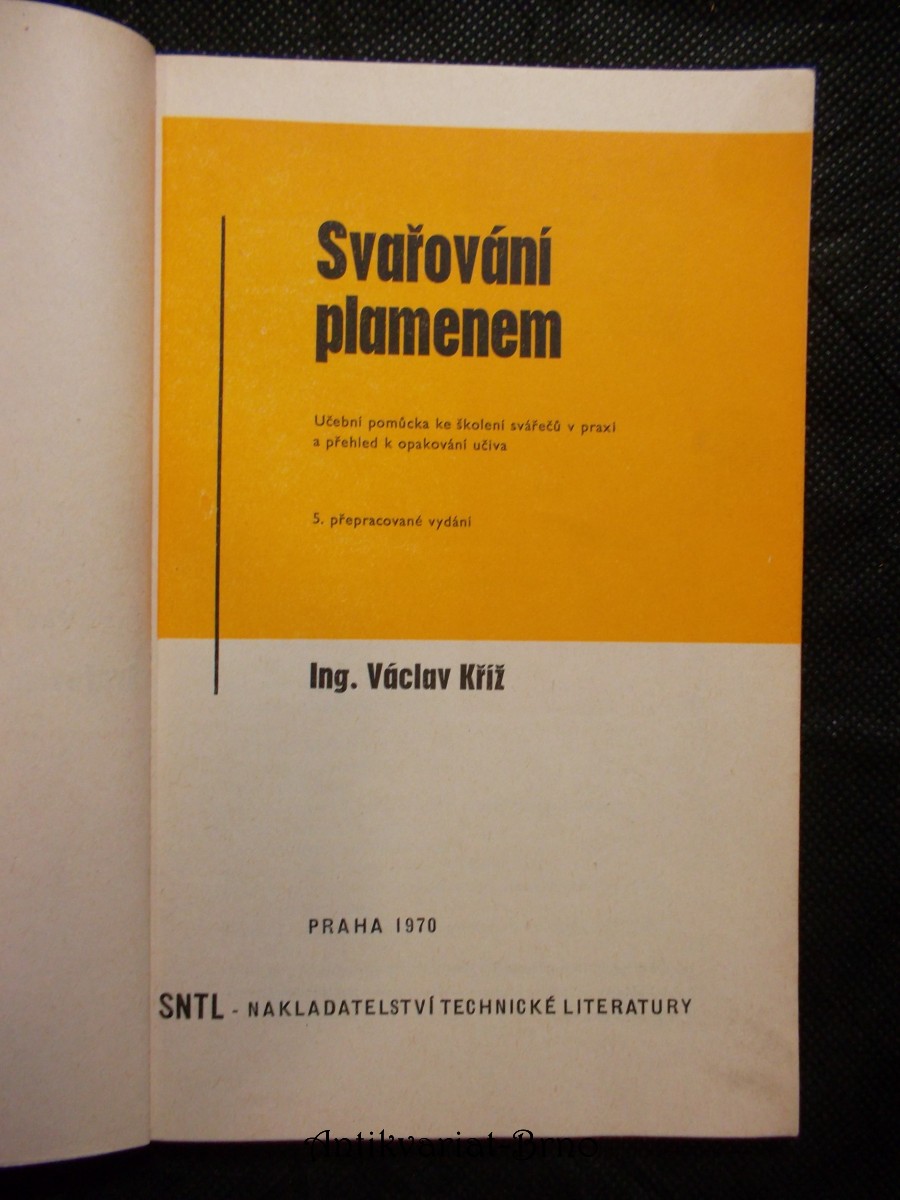 Svařování
plamenem
Učební pomůcka ke školení svářečů v praxi
a přehled k opakování učiva
5. přepracované vydání
Ing. Václav Kříž
PRAHA 1970
SNTL - NAKLADATELSTVÍ TECHNICKÉ LITERATURY
Antikvariat Brno